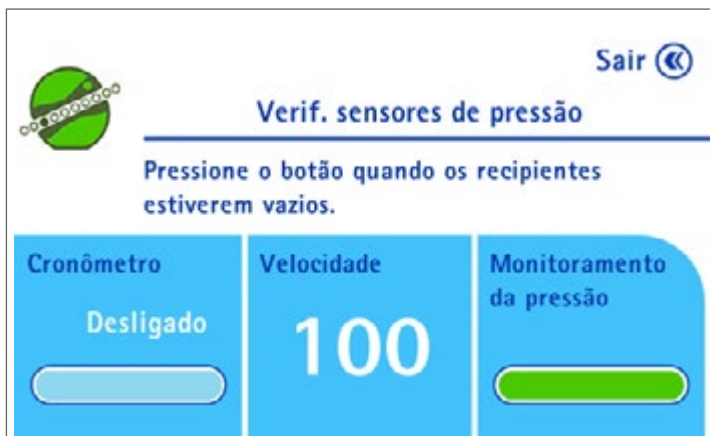 Sair
Verif. sensores de pressão
Pressione o botão quando os recipientes
estiverem vazios.
Cronômetro
Desligado
Velocidade
100
Monitoramento
da pressão